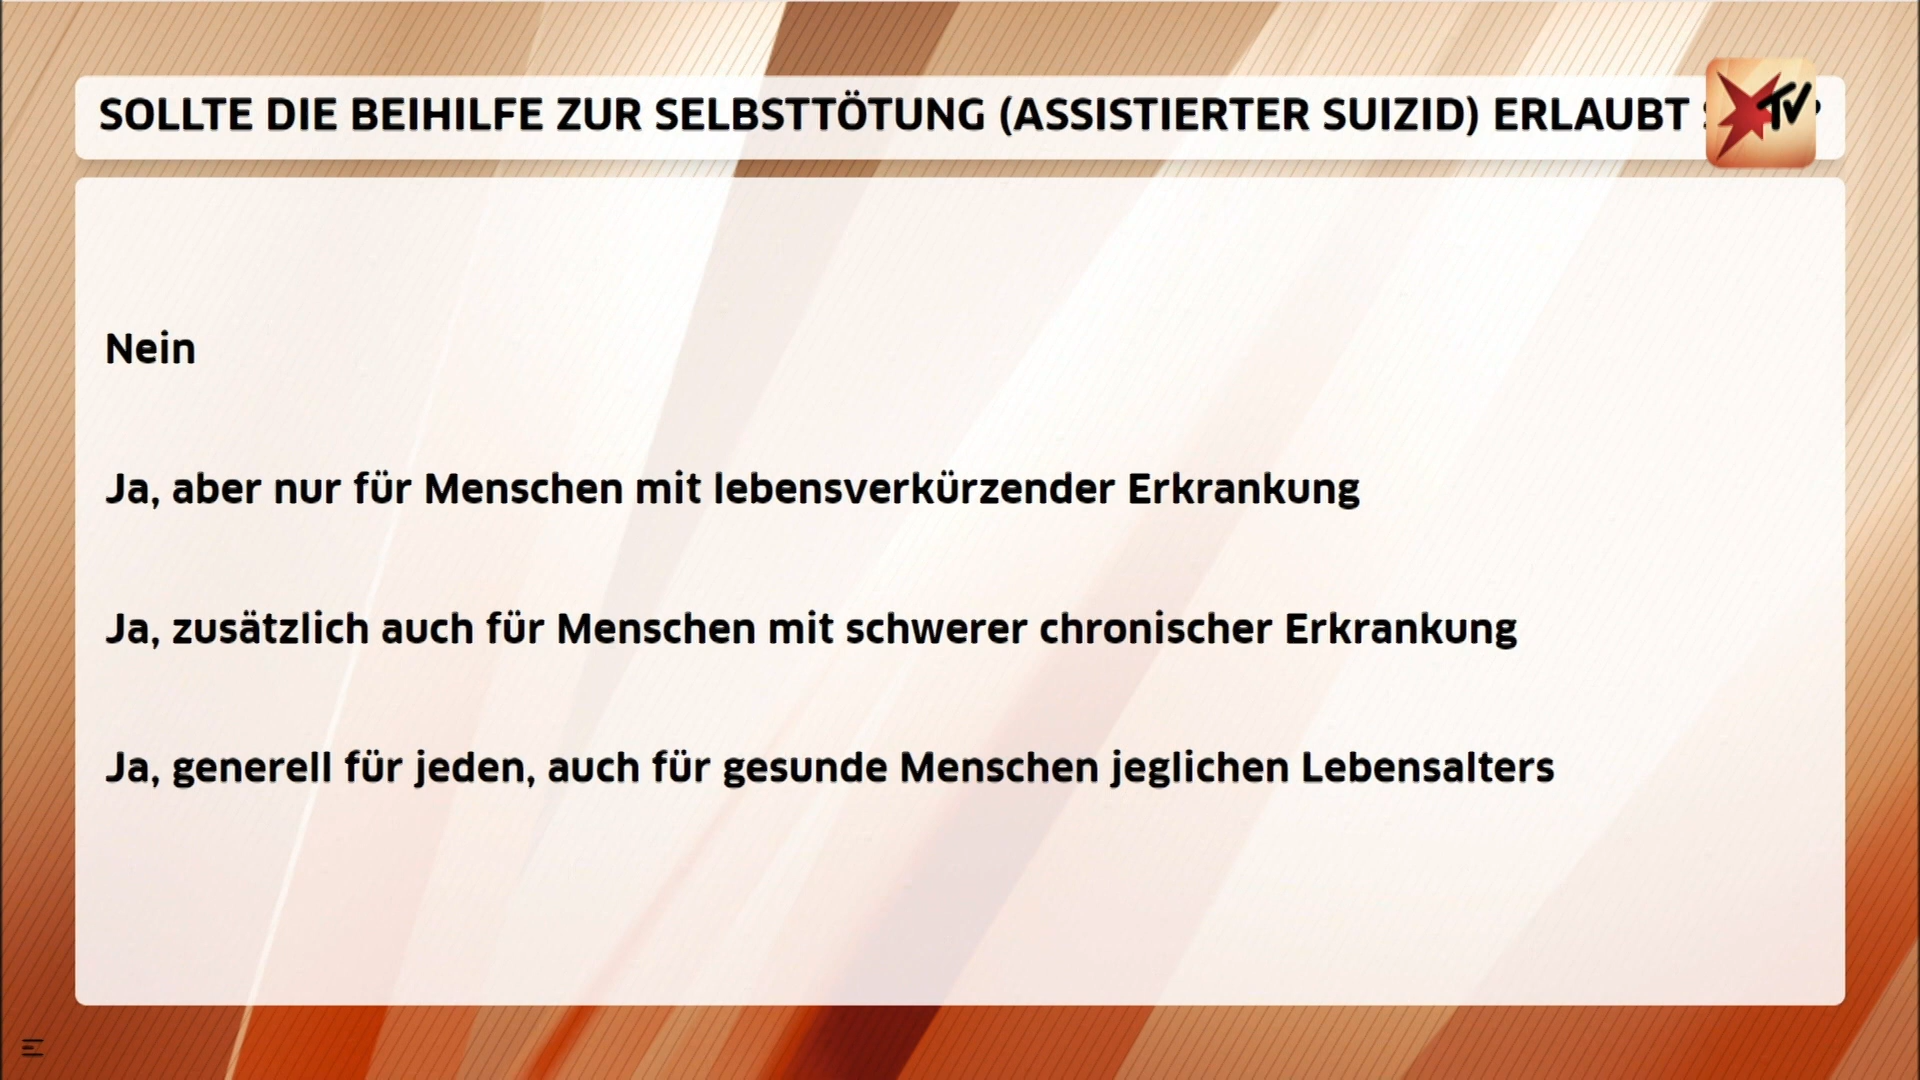 SOLLTE DIE BEIHILFE ZUR SELBSTTÖTUNG (ASSISTIERTER SUIZID) ERLAUBT
TV
Nein
Ja, aber nur für Menschen mit lebensverkürzender Erkrankung
Ja, zusätzlich auch für Menschen mit schwerer chronischer Erkrankung
Ja, generell für jeden, auch für gesunde Menschen jeglichen Lebensalters